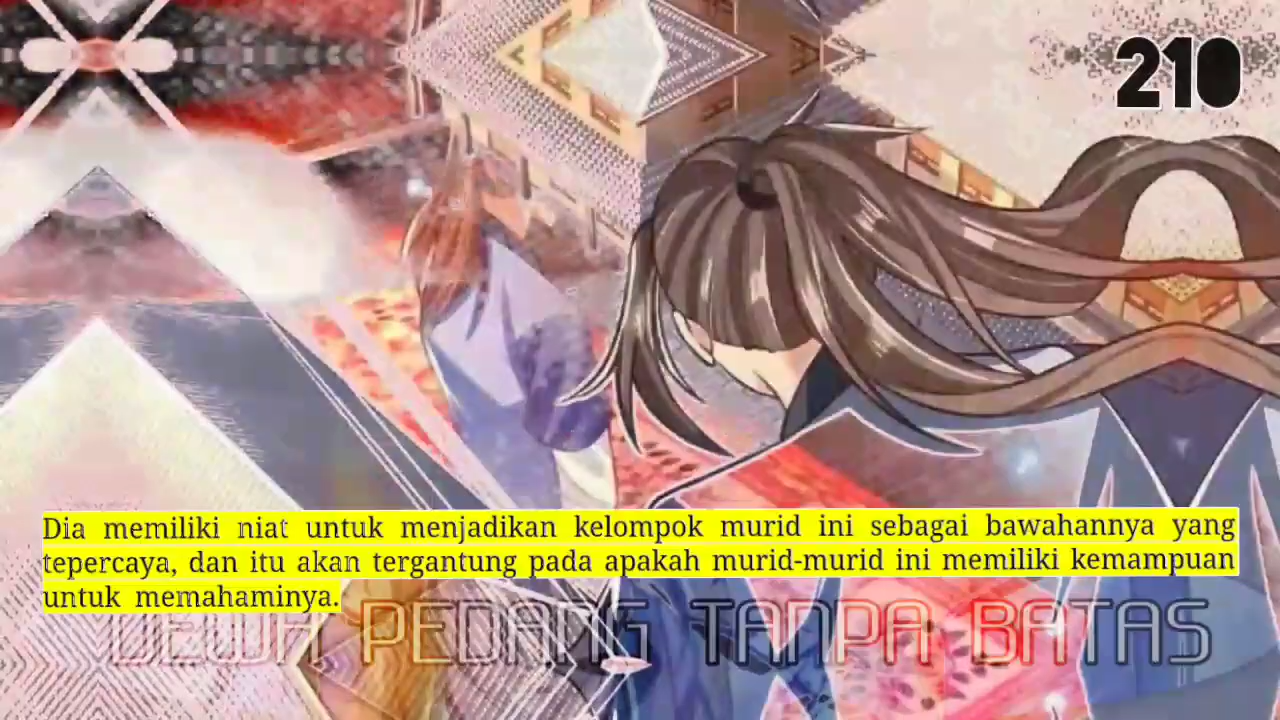 210
Dia memiliki niat untuk menjadikan kelompok murid ini sebagai bawahannya yang
tepercaya, dan itu akan tergantung pada apakah murid-murid ini memiliki kemampuan
untuk memahaminya.
DEWA PEDANG TANPA BATAS